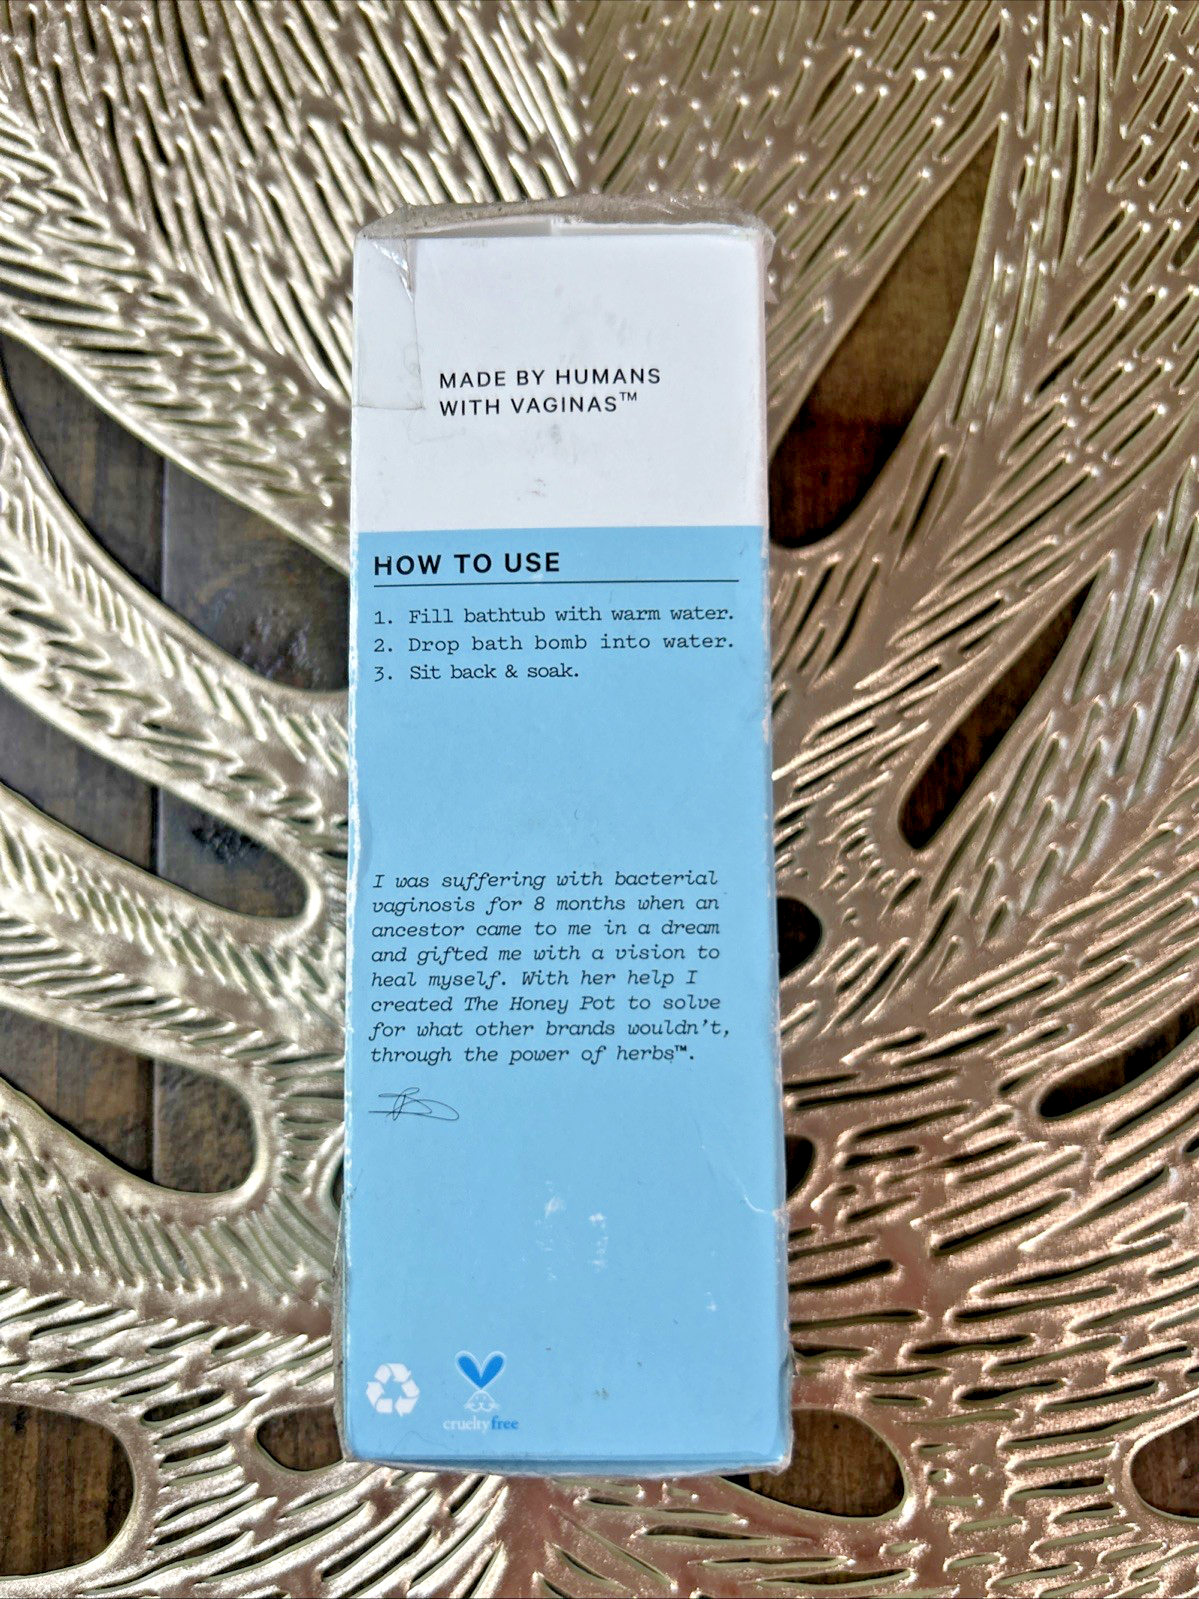 MADE BY HUMANS
WITH VAGINAS™
HOW TO USE
1. Fill bathtub with warm water.
2. Drop bath bomb into water.
3. Sit back & soak.
I was suffering with bacterial
vaginosis for 8 months when an
ancestor came to me in a dream
and gifted me with a vision to
heal myself. With her help I
created The Honey Pot to solve
for what other brands wouldn't,
through the power of herbs™.
crueltyfree